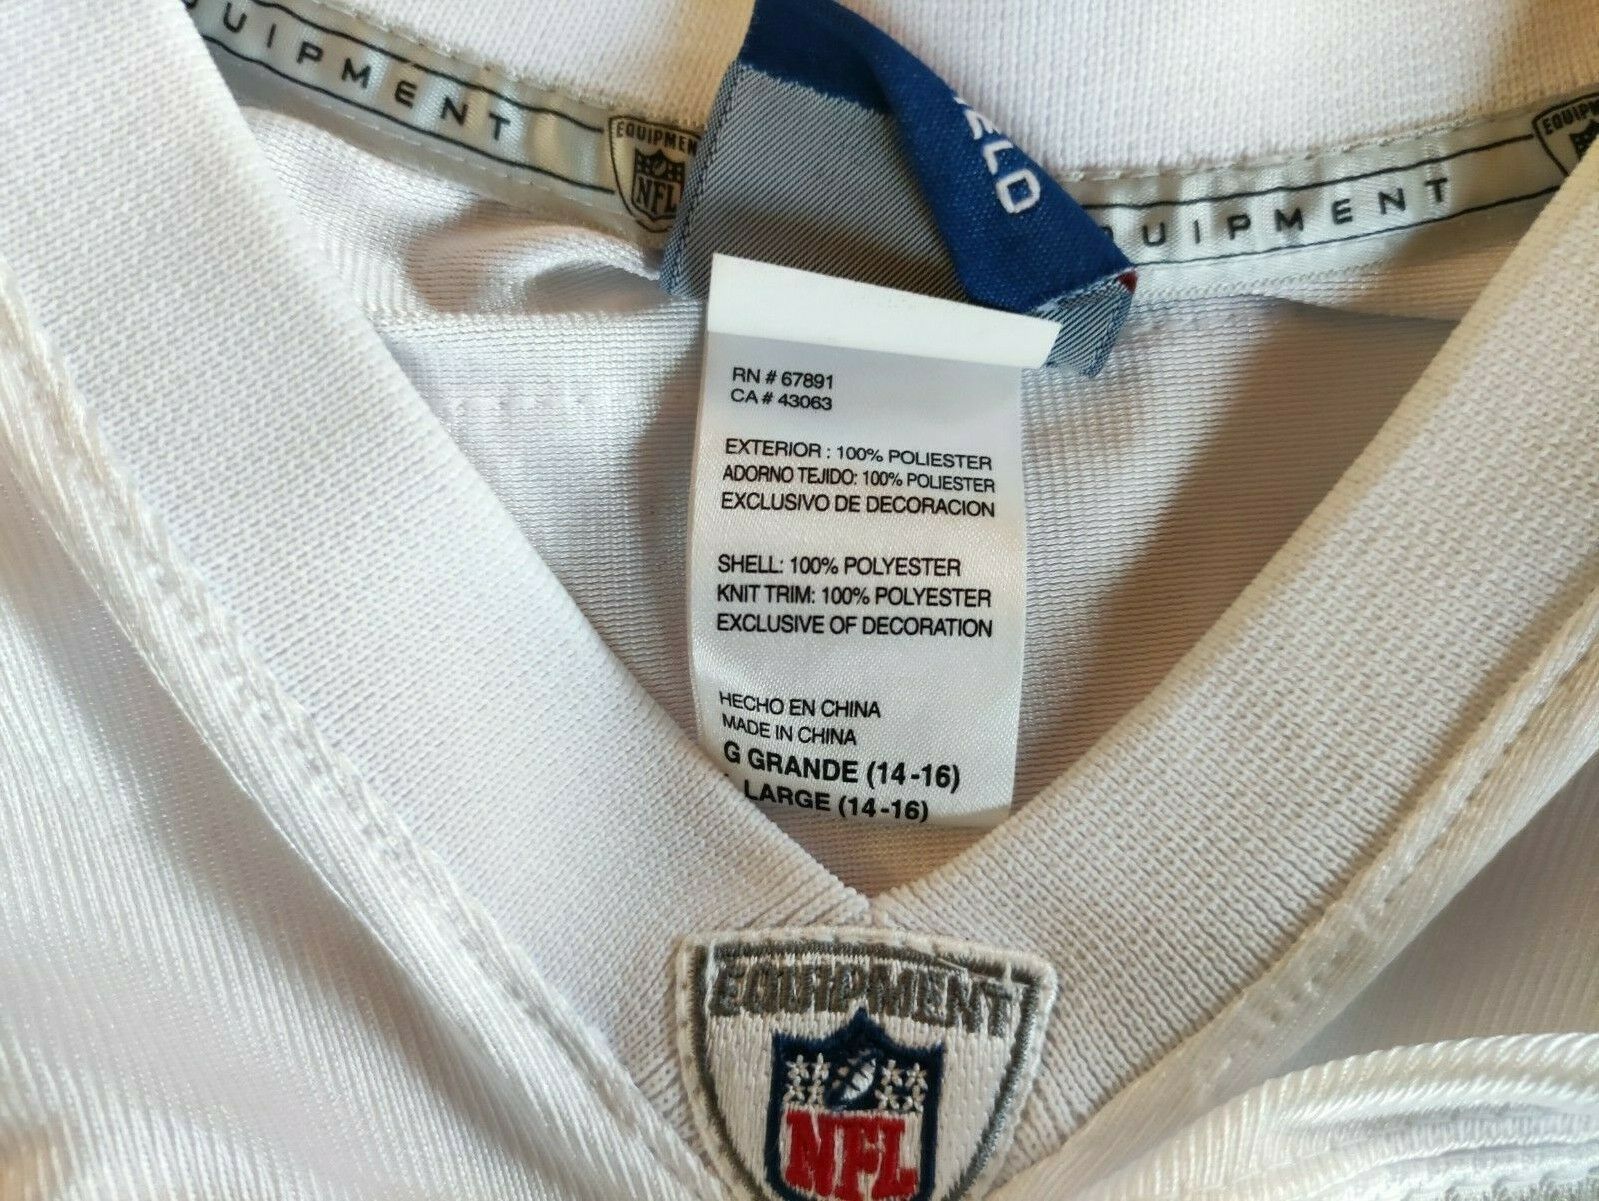 EQUIPMENT
EQUIPMENT
NFL
EQUIPMENT
RN # 67891
CA # 43063
EXTERIOR : 100% POLIESTER
ADORNO TEJIDO: 100% POLIESTER
EXCLUSIVO DE DECORACION
SHELL: 100% POLYESTER
KNIT TRIM: 100% POLYESTER
EXCLUSIVE OF DECORATION
HECHO EN CHINA
MADE IN CHINA
G GRANDE (14-16)
LARGE (14-16)
EQUIPMENT
NFL